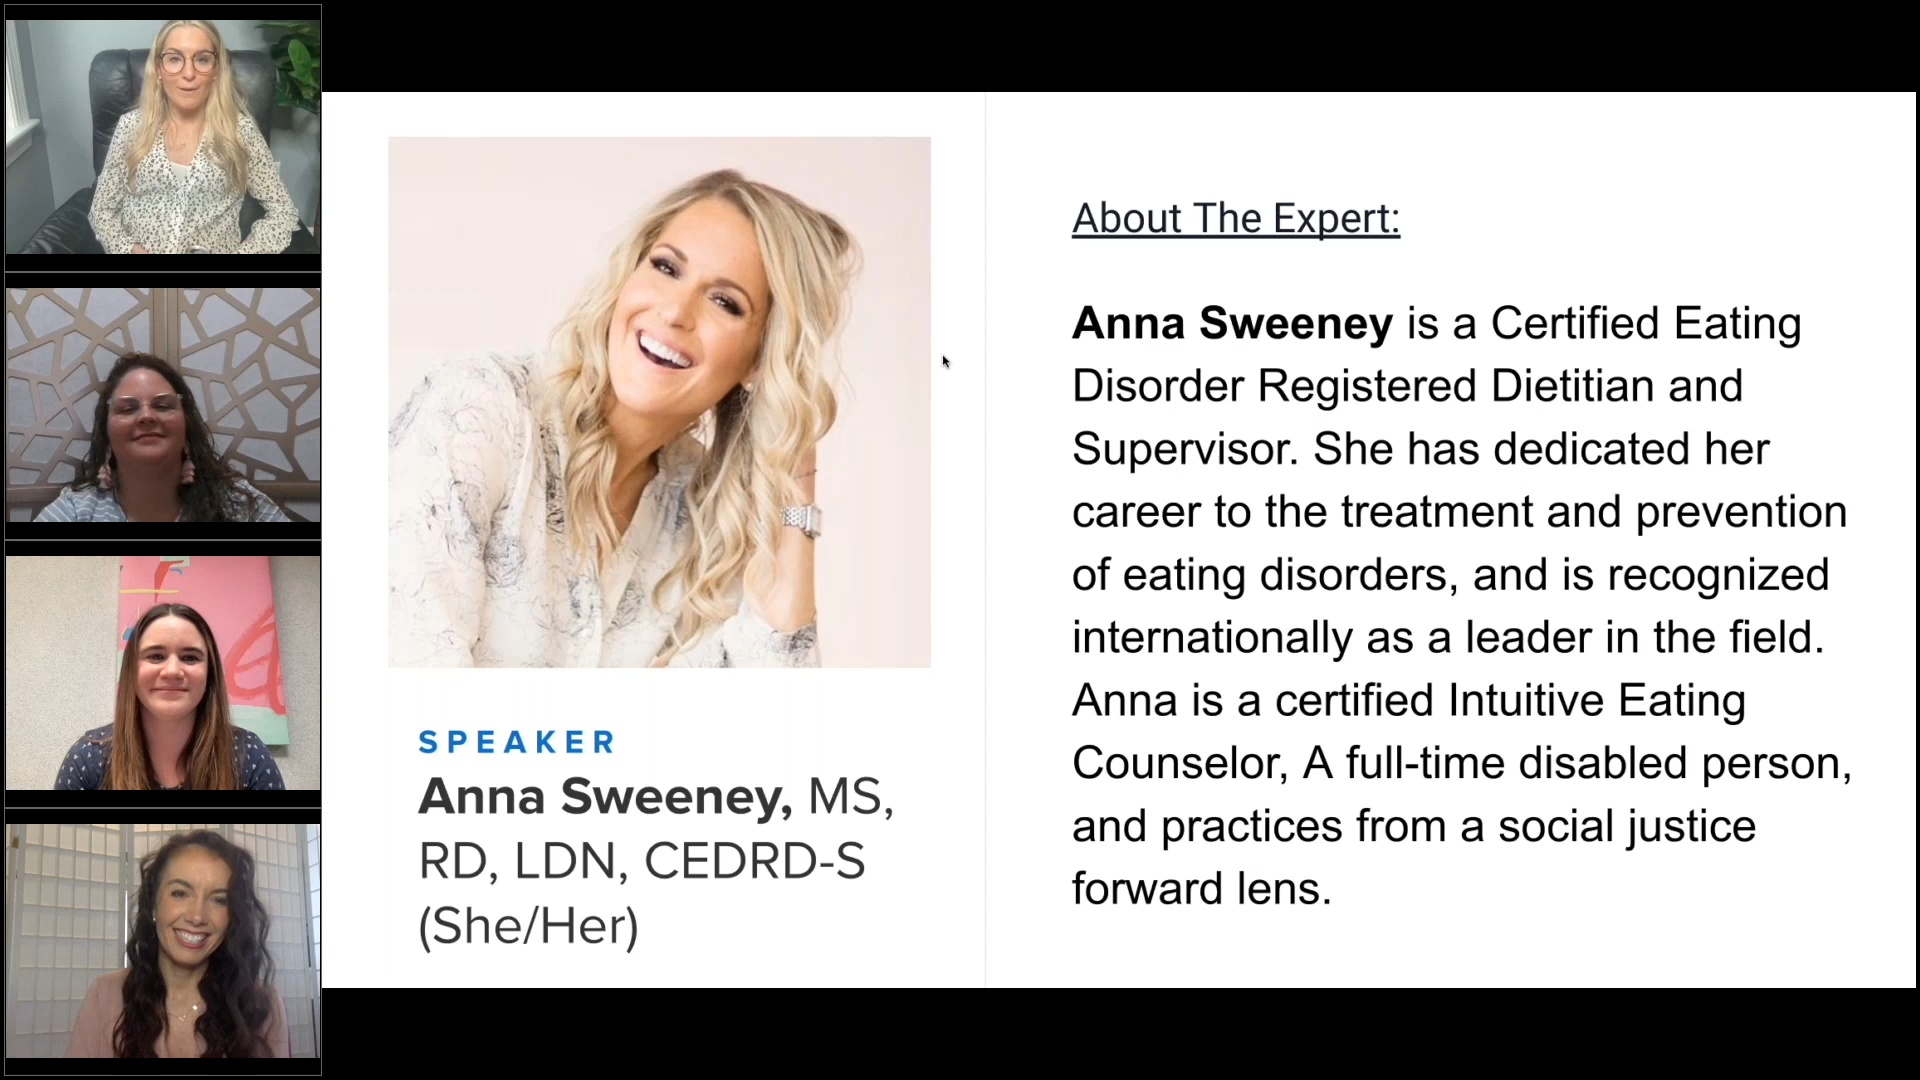 SPEAKER
Anna Sweeney, MS,
RD, LDN, CEDRD-S
(She/Her)
About The Expert:
Anna Sweeney is a Certified Eating
Disorder Registered Dietitian and
Supervisor. She has dedicated her
career to the treatment and prevention
of eating disorders, and is recognized
internationally as a leader in the field.
Anna is a certified Intuitive Eating
Counselor, A full-time disabled person,
and practices from a social justice
forward lens.